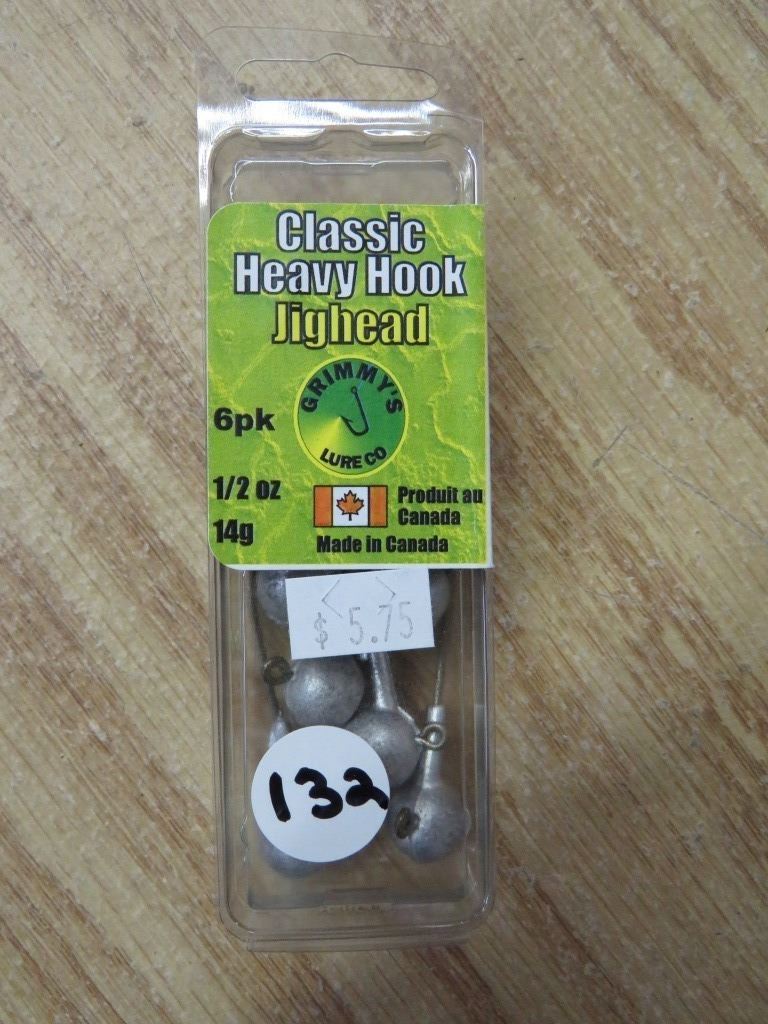 Classic
Heavy Hook
Jighead
GRIMMY'S
LURE CO
6pk
1/2 oz
14g
Produit au
Canada
Made in Canada
< >
$ 5.75
132